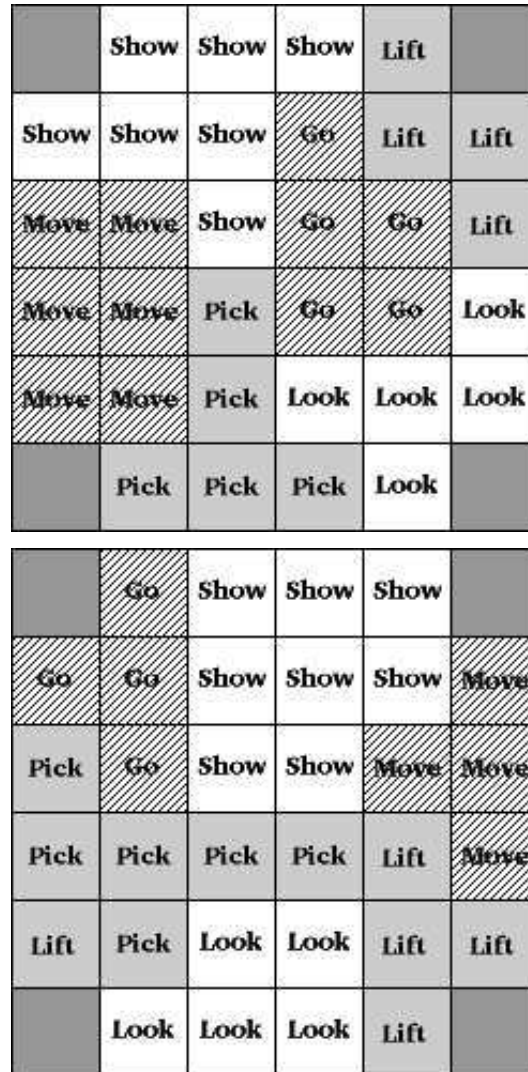 Show Show Show Lift
Show Show Show Go Lift Lift
Move Move Show Go Go Lift
Move Move Pick Go Go Look
Move Move Pick Look Look Look
Pick Pick Pick Look
Go Show Show Show
Go Go Show Show Show Move
Pick Go Show Show Move Move
Pick Pick Pick Pick Lift Move
Lift Pick Look Look Lift Lift
Look Look Look Lift